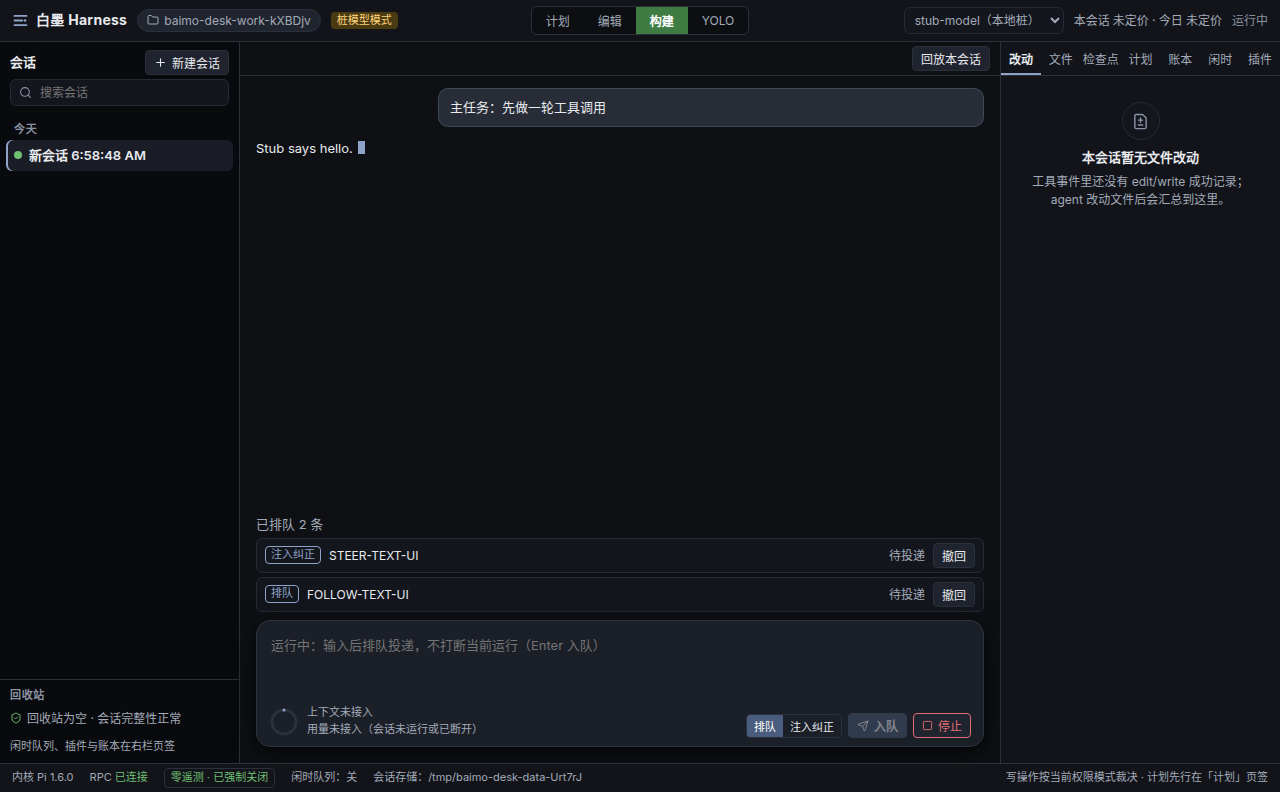 白墨 Harness
baimo-desk-work-kXBDjv
桩模型模式
计划
编辑
构建
YOLO
stub-model（本地桩）
本会话 未定价 · 今日 未定价
运行中
会话
新建会话
搜索会话
今天
新会话 6:58:48 AM
回收站
回收站为空 · 会话完整性正常
闲时队列、插件与账本在右栏页签
回放本会话
主任务：先做一轮工具调用
Stub says hello.
已排队 2 条
注入纠正 STEER-TEXT-UI 待投递 撤回
排队 FOLLOW-TEXT-UI 待投递 撤回
运行中：输入后排队投递，不打断当前运行（Enter 入队）
上下文未接入
用量未接入（会话未运行或已断开）
排队
注入纠正
入队
停止
改动
文件
检查点
计划
账本
闲时
插件
本会话暂无文件改动
工具事件里还没有 edit/write 成功记录；
agent 改动文件后会汇总到这里。
内核 Pi 1.6.0
RPC 已连接
零遥测 · 已强制关闭
闲时队列：关
会话存储：/tmp/baimo-desk-data-Urt7rJ
写操作按当前权限模式裁决 · 计划先行在「计划」页签